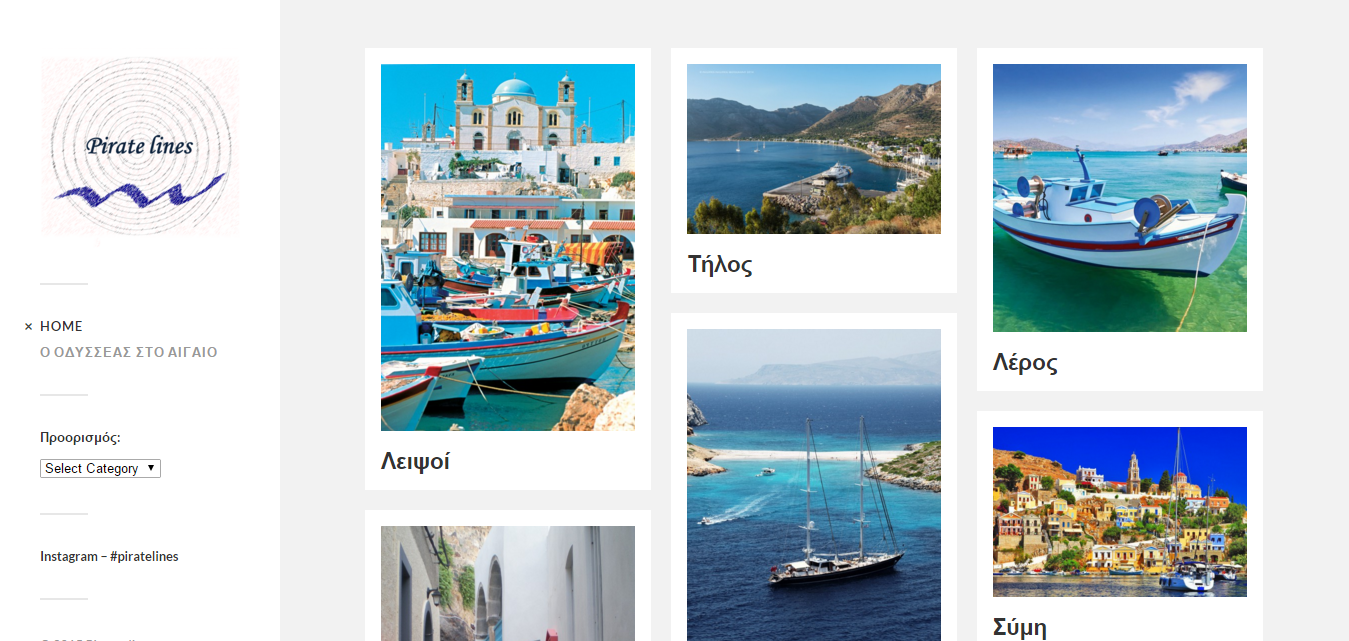 Pirate lines
× HOME
Ο ΟΔΥΣΣΕΑΣ ΣΤΟ ΑΙΓΑΙΟ
Προορισμός:
Select Category
Instagram – #piratelines
Λειψοί
Τήλος
Λέρος
Σύμη